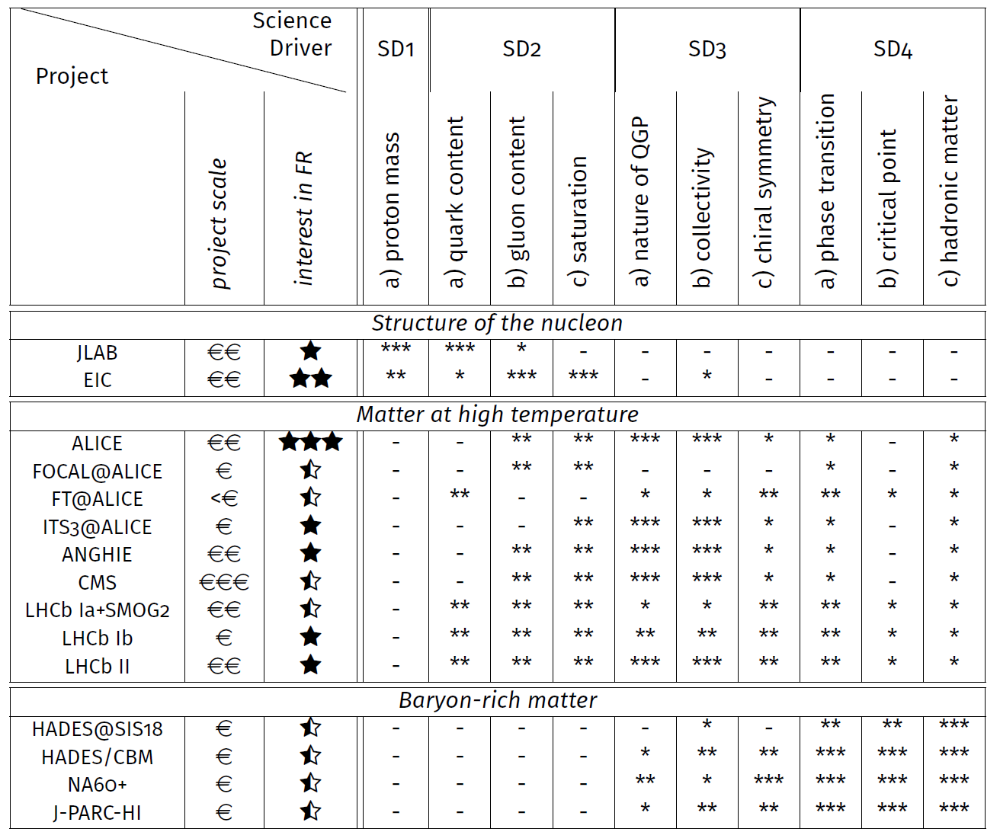 Science
Driver
Project
SD1 SD2 SD3 SD4
project scale
interest in FR
a) proton mass
a) quark content
b) gluon content
c) saturation
a) nature of QGP
b) collectivity
c) chiral symmetry
a) phase transition
b) critical point
c) hadronic matter
Structure of the nucleon
JLAB €€ ★ *** *** * - - - - - - -
EIC €€ ★★ ** * *** *** - * - - - -
Matter at high temperature
ALICE €€ ★★★ - - ** ** *** *** * * - *
FOCAL@ALICE € ⯪ - - ** ** - - - * - *
FT@ALICE <€ ⯪ - ** - - * * ** ** * *
ITS3@ALICE € ★ - - - ** *** *** * * - *
ANGHIE €€ ★ - - ** ** *** *** * * - *
CMS €€€ ⯪ - - ** ** *** *** * * - *
LHCb Ia+SMOG2 €€ ⯪ - ** ** ** * * ** ** * *
LHCb Ib € ★ - ** ** ** ** ** ** ** * *
LHCb II €€ ★ - ** ** ** *** *** ** ** * *
Baryon-rich matter
HADES@SIS18 € ⯪ - - - - - * - ** ** ***
HADES/CBM € ⯪ - - - - * ** ** *** *** ***
NA60+ € ⯪ - - - - ** * *** *** *** ***
J-PARC-HI € ⯪ - - - - * ** ** *** *** ***